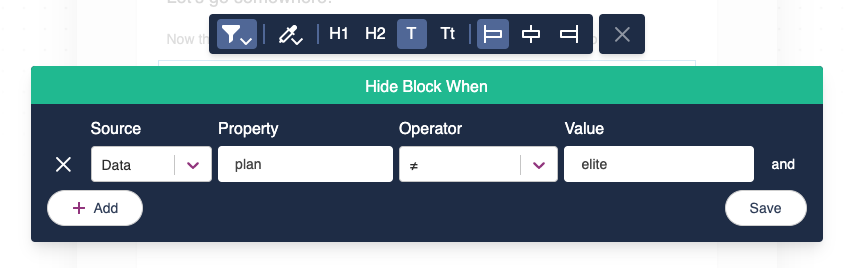 Let's go somewhere!
Now th
H1 H2 T Tt
Hide Block When
Source Property Operator Value
Data plan ≠ elite and
+ Add Save